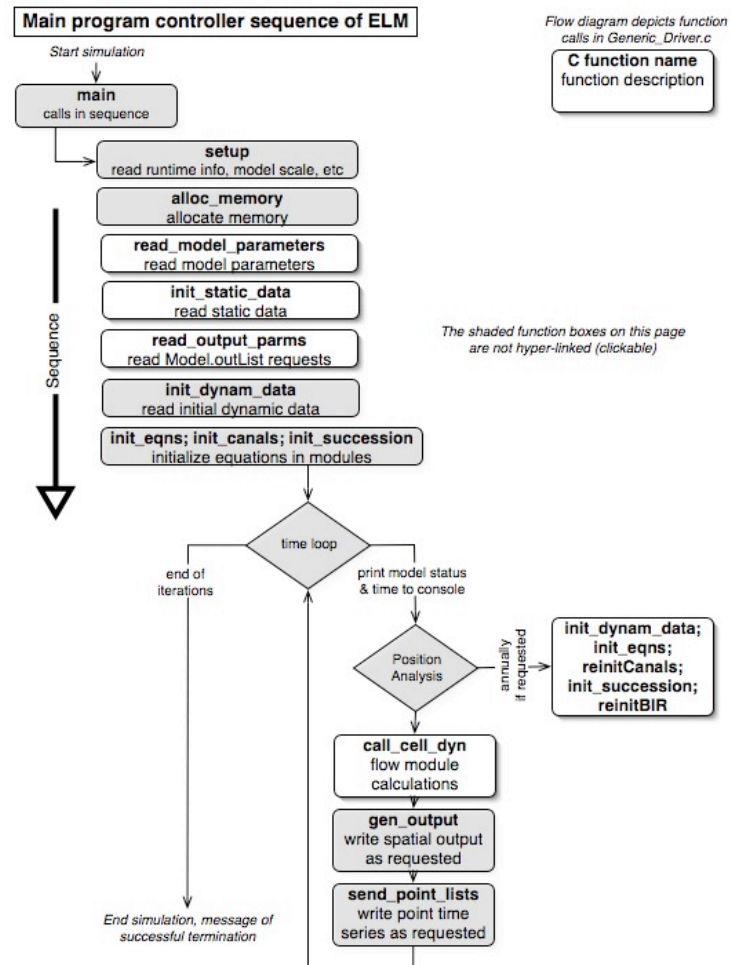 Main program controller sequence of ELM
Flow diagram depicts function
calls in Generic_Driver.c
C function name
function description
Start simulation
main
calls in sequence
setup
read runtime info, model scale, etc
alloc_memory
allocate memory
read_model_parameters
read model parameters
init_static_data
read static data
read_output_parms
read Model.outList requests
init_dynam_data
read initial dynamic data
init_eqns; init_canals; init_succession
initialize equations in modules
Sequence
The shaded function boxes on this page
are not hyper-linked (clickable)
time loop
end of
iterations
print model status
& time to console
Position
Analysis
annually
if requested
init_dynam_data;
init_eqns;
reinitCanals;
init_succession;
reinitBIR
call_cell_dyn
flow module
calculations
gen_output
write spatial output
as requested
send_point_lists
write point time
series as requested
End simulation, message of
successful termination